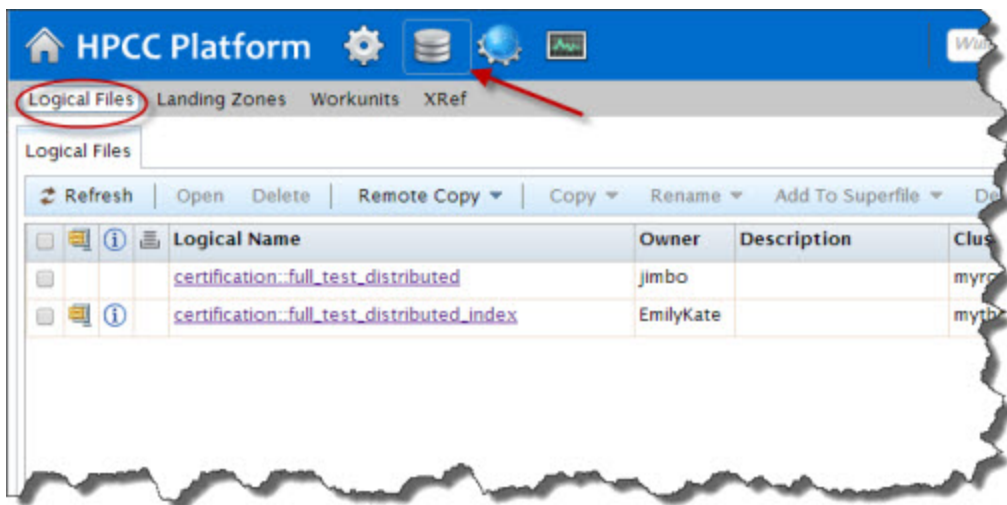 HPCC Platform
Logical Files Landing Zones Workunits XRef
Logical Files
Refresh Open Delete Remote Copy Copy Rename Add To Superfile
Logical Name Owner Description
certification::full_test_distributed jimbo
certification::full_test_distributed_index EmilyKate